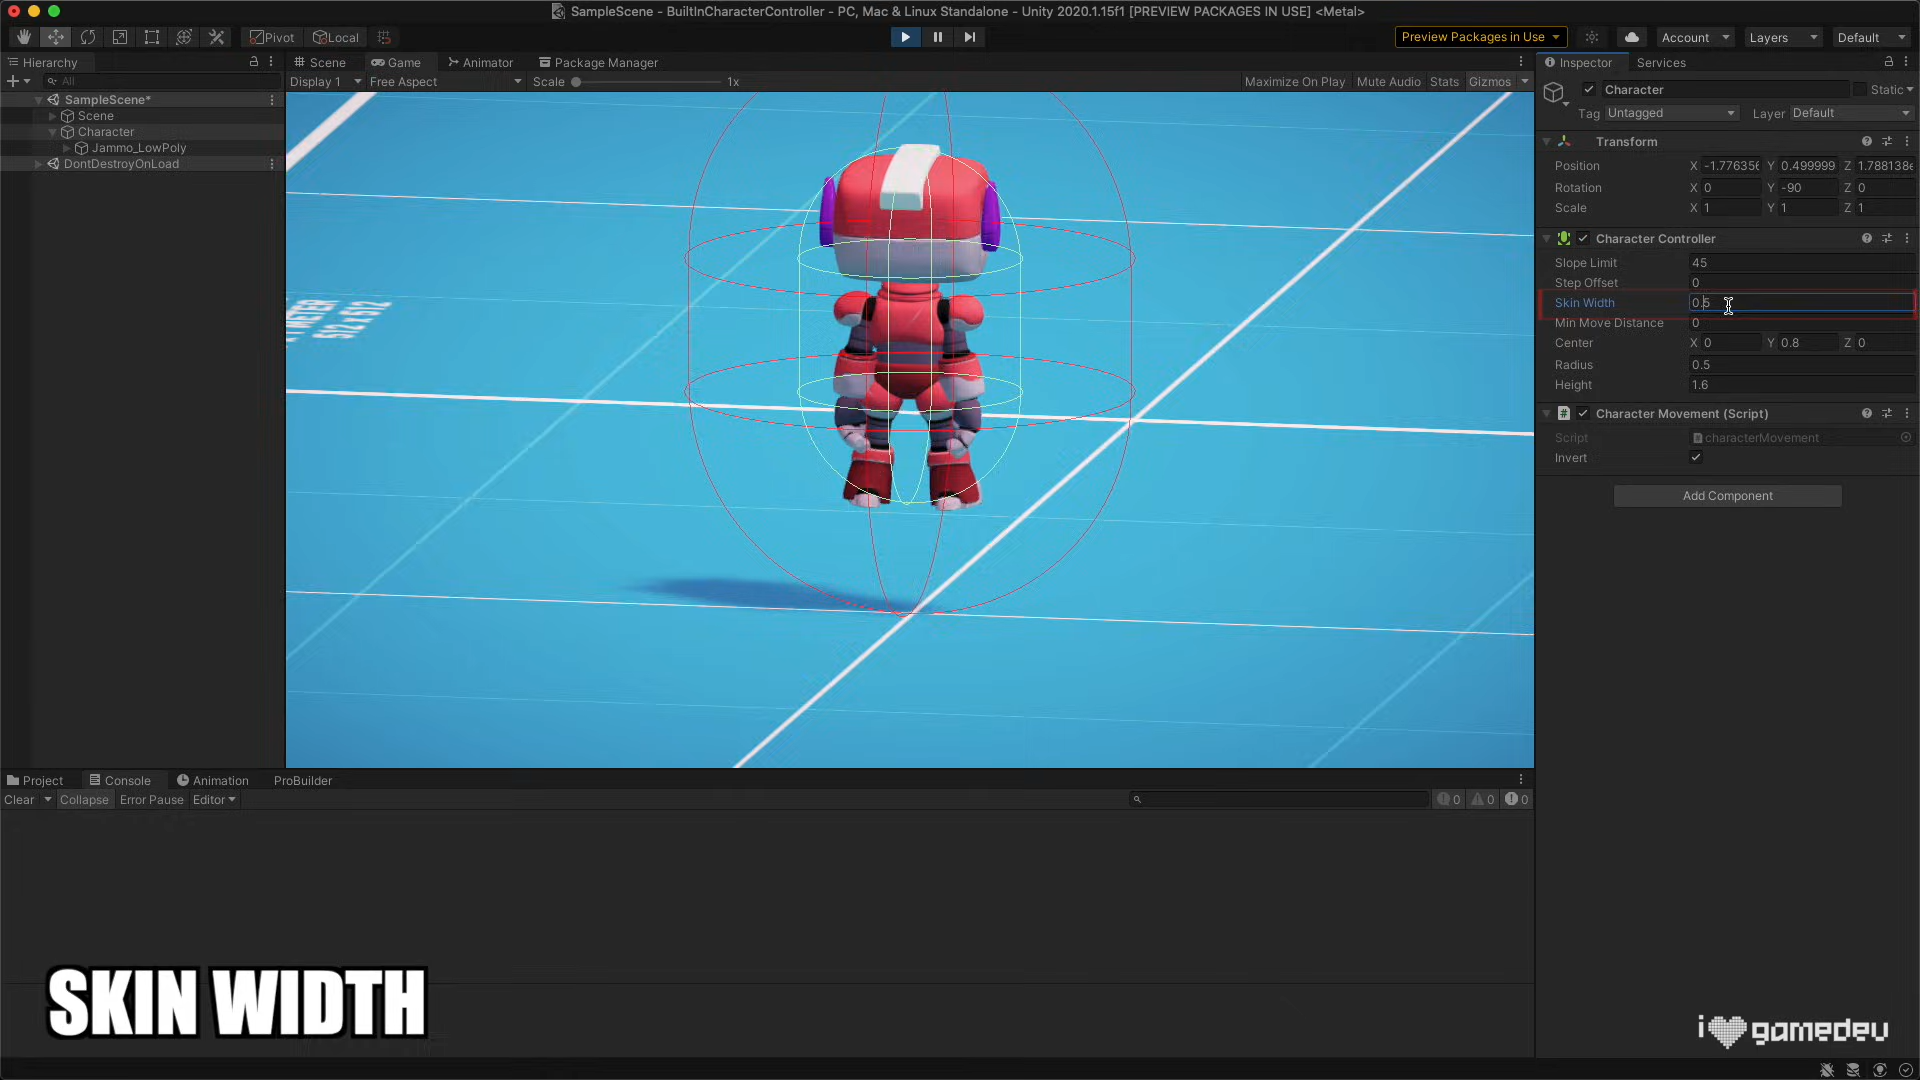 SampleScene - BuiltInCharacterController - PC, Mac & Linux Standalone - Unity 2020.1.15f1 [PREVIEW PACKAGES IN USE] <Metal>
Pivot Local Preview Packages in Use Account Layers Default
Hierarchy
All
SampleScene*
Scene
Character
Jammo_LowPoly
DontDestroyOnLoad
Scene Game Animator Package Manager
Display 1 Free Aspect Scale 1x Maximize On Play Mute Audio Stats Gizmos
METER
512 x 512
Inspector Services
Character Static
Tag Untagged Layer Default
Transform
Position X -1.776356 Y 0.499999 Z 1.788138e
Rotation X 0 Y -90 Z 0
Scale X 1 Y 1 Z 1
Character Controller
Slope Limit 45
Step Offset 0
Skin Width 0.5
Min Move Distance 0
Center X 0 Y 0.8 Z 0
Radius 0.5
Height 1.6
# Character Movement (Script)
Script characterMovement
Invert
Add Component
Project Console Animation ProBuilder
Clear Collapse Error Pause Editor 0 0 0
SKIN WIDTH
i gamedev